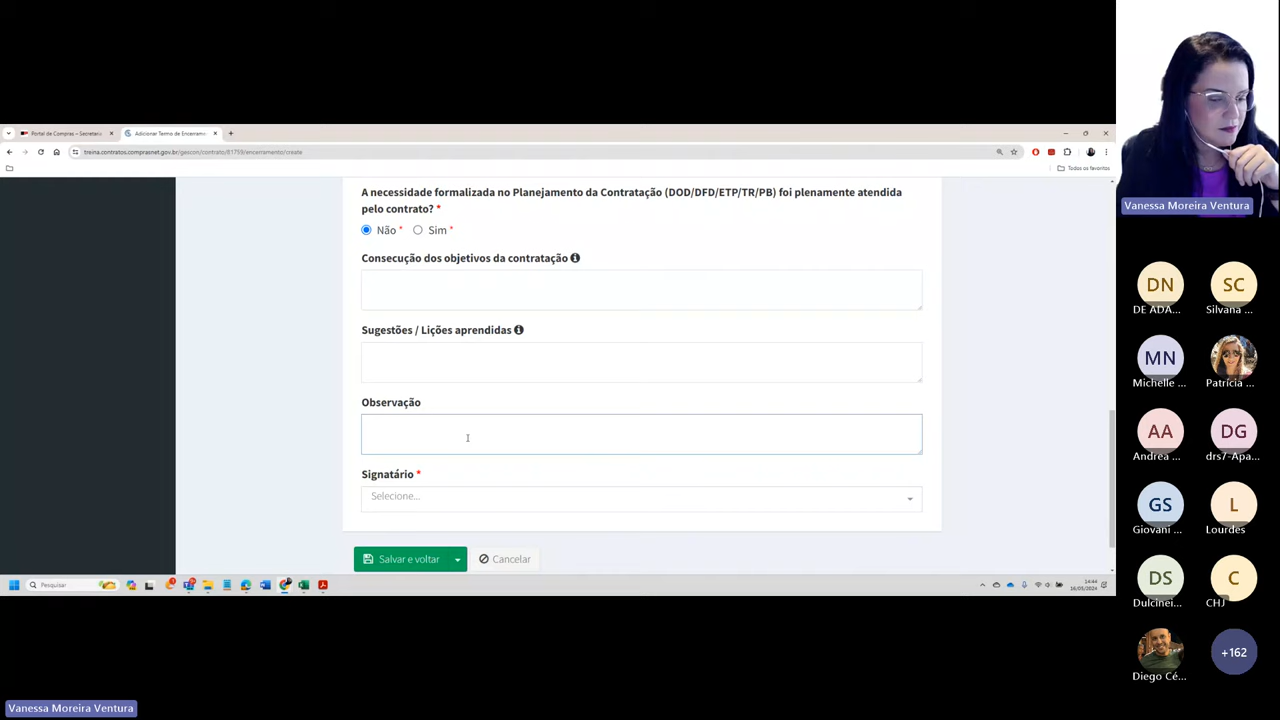 Portal de Compras – Secretaria
Adicionar Termo de Encerrame
treina.contratos.comprasnet.gov.br/gescon/contrato/81759/encerramento/create
Todos os favoritos
A necessidade formalizada no Planejamento da Contratação (DOD/DFD/ETP/TR/PB) foi plenamente atendida
pelo contrato? *
Não * Sim *
Consecução dos objetivos da contratação
Sugestões / Lições aprendidas
Observação
Signatário *
Selecione...
Salvar e voltar
Cancelar
Pesquisar
14:44
Vanessa Moreira Ventura
DN
DE ADA...
SC
Silvana ...
MN
Michelle ...
Patrícia ...
AA
Andrea ...
DG
drs7-Apa...
GS
Giovani ...
L
Lourdes
DS
Dulcinei...
C
CHJ
Diego Cé...
+162
Vanessa Moreira Ventura